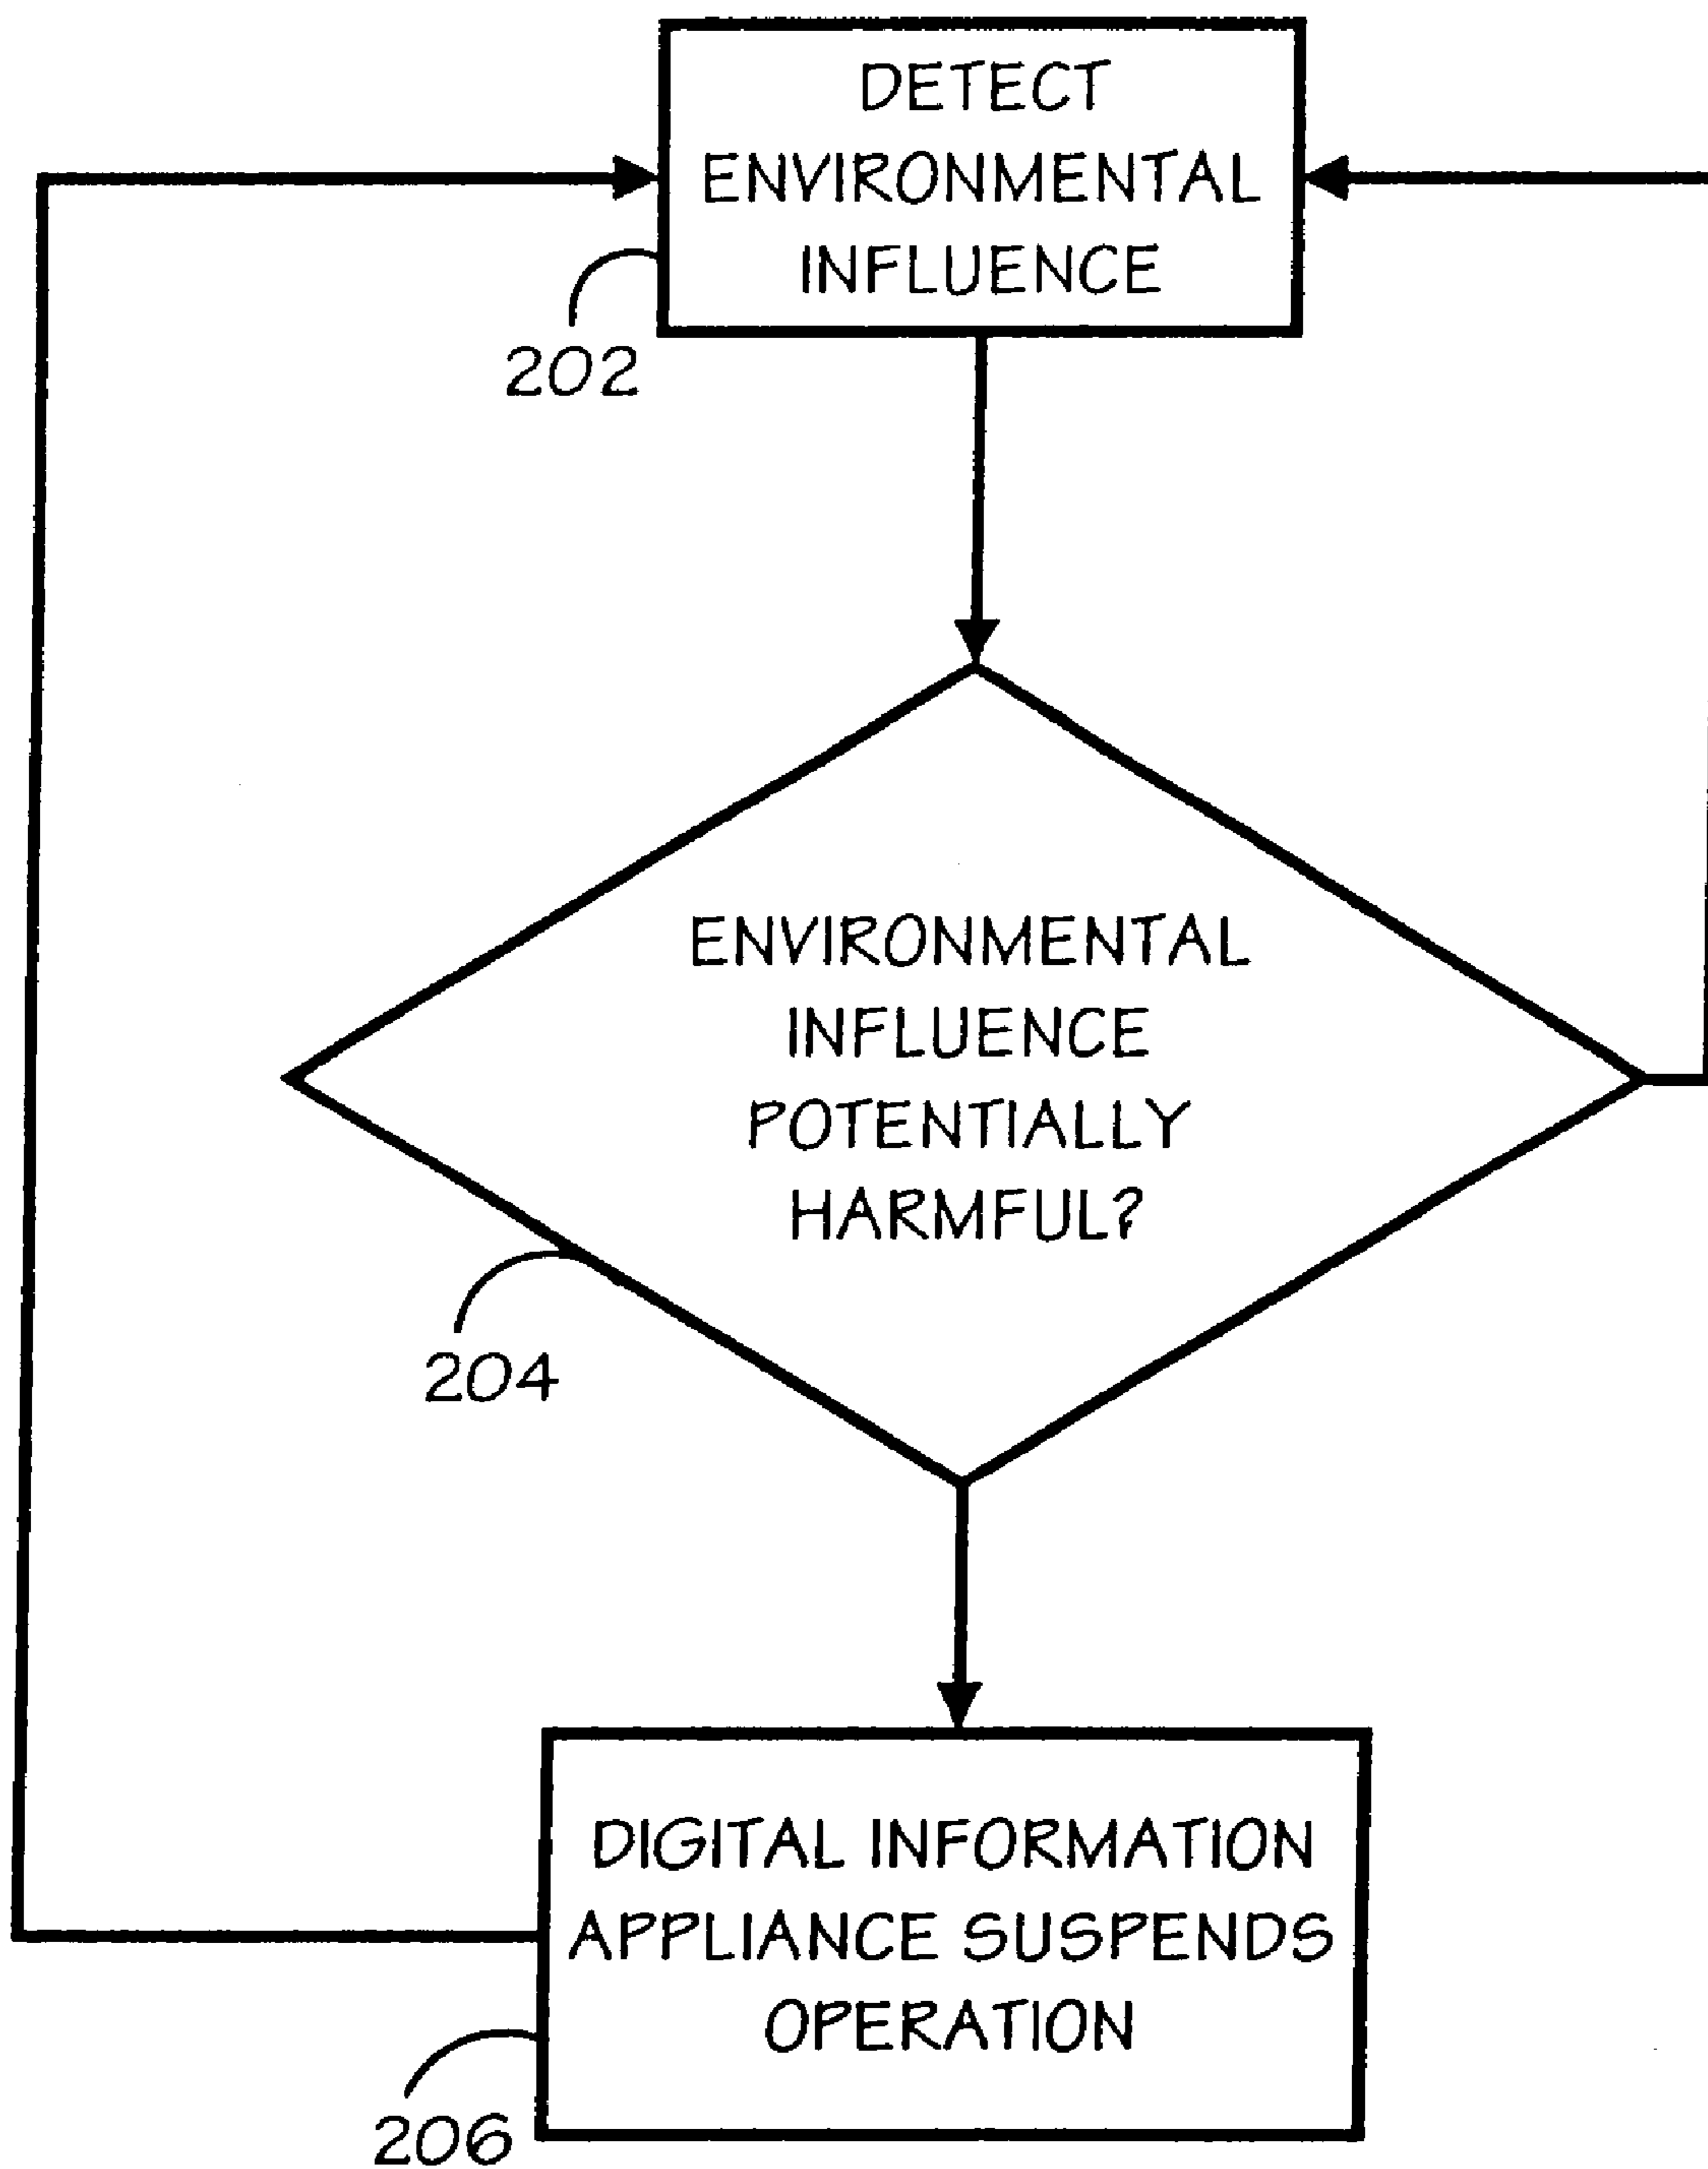 DETECT
ENVIRONMENTAL
INFLUENCE
202
ENVIRONMENTAL
INFLUENCE
POTENTIALLY
HARMFUL?
204
DIGITAL INFORMATION
APPLIANCE SUSPENDS
OPERATION
206